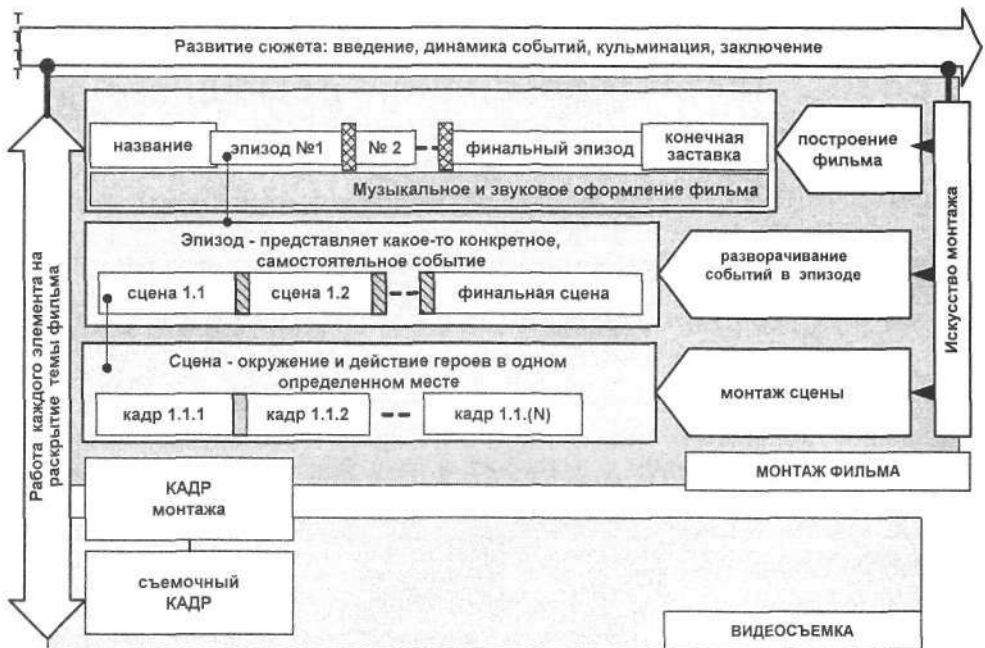 Т
Т
Т
Т
Развитие сюжета: введение, динамика событий, кульминация, заключение
название
эпизод №1
№ 2
финальный эпизод
конечная
заставка
построение
фильма
Музыкальное и звуковое оформление фильма
Эпизод - представляет какое-то конкретное,
самостоятельное событие
сцена 1.1
сцена 1.2
финальная сцена
разворачивание
событий в эпизоде
Сцена - окружение и действие героев в одном
определенном месте
кадр 1.1.1
кадр 1.1.2
кадр 1.1.(N)
монтаж сцены
Искусство монтажа
Работа каждого элемента на
раскрытие темы фильма
МОНТАЖ ФИЛЬМА
КАДР
монтажа
съемочный
КАДР
ВИДЕОСЪЕМКА